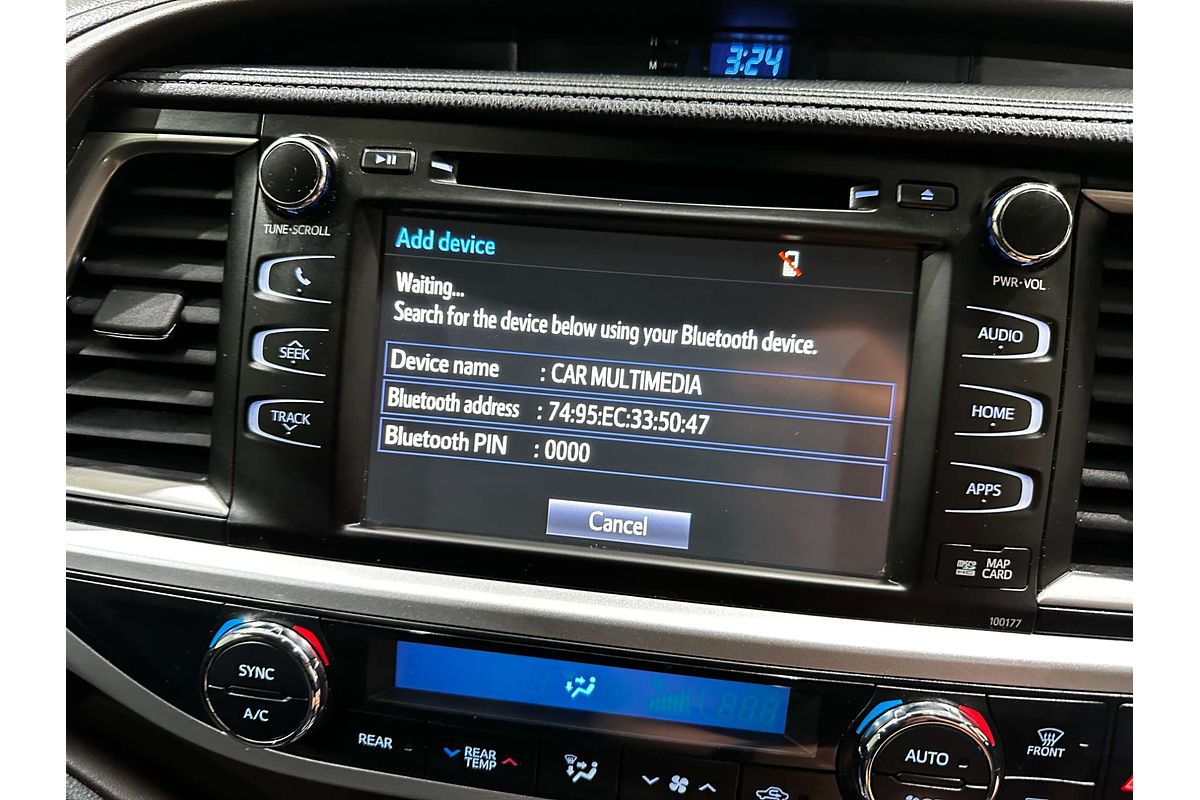 H
M
3:24
TUNE•SCROLL
PWR•VOL
Add device
Waiting...
Search for the device below using your Bluetooth device.
Device name : CAR MULTIMEDIA
Bluetooth address : 74:95:EC:33:50:47
Bluetooth PIN : 0000
Cancel
SEEK
TRACK
AUDIO
HOME
APPS
MAP
CARD
100177
SYNC
A/C
REAR
REAR
TEMP
AUTO
FRONT